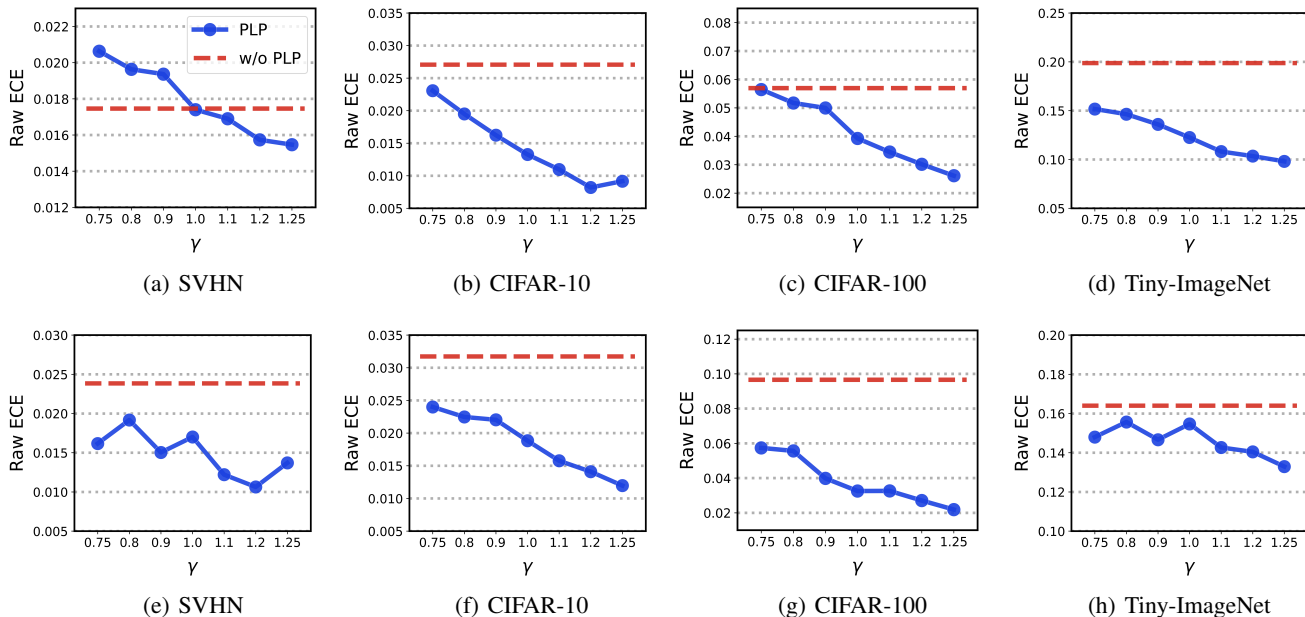 PLP
w/o PLP
Raw ECE
0.022
0.020
0.018
0.016
0.014
0.012
0.75 0.8 0.9 1.0 1.1 1.2 1.25
γ
(a) SVHN
Raw ECE
0.035
0.030
0.025
0.020
0.015
0.010
0.005
0.75 0.8 0.9 1.0 1.1 1.2 1.25
γ
(b) CIFAR-10
Raw ECE
0.08
0.07
0.06
0.05
0.04
0.03
0.02
0.75 0.8 0.9 1.0 1.1 1.2 1.25
γ
(c) CIFAR-100
Raw ECE
0.25
0.20
0.15
0.10
0.05
0.75 0.8 0.9 1.0 1.1 1.2 1.25
γ
(d) Tiny-ImageNet
Raw ECE
0.030
0.025
0.020
0.015
0.010
0.005
0.75 0.8 0.9 1.0 1.1 1.2 1.25
γ
(e) SVHN
Raw ECE
0.035
0.030
0.025
0.020
0.015
0.010
0.005
0.75 0.8 0.9 1.0 1.1 1.2 1.25
γ
(f) CIFAR-10
Raw ECE
0.12
0.10
0.08
0.06
0.04
0.02
0.75 0.8 0.9 1.0 1.1 1.2 1.25
γ
(g) CIFAR-100
Raw ECE
0.20
0.18
0.16
0.14
0.12
0.10
0.75 0.8 0.9 1.0 1.1 1.2 1.25
γ
(h) Tiny-ImageNet